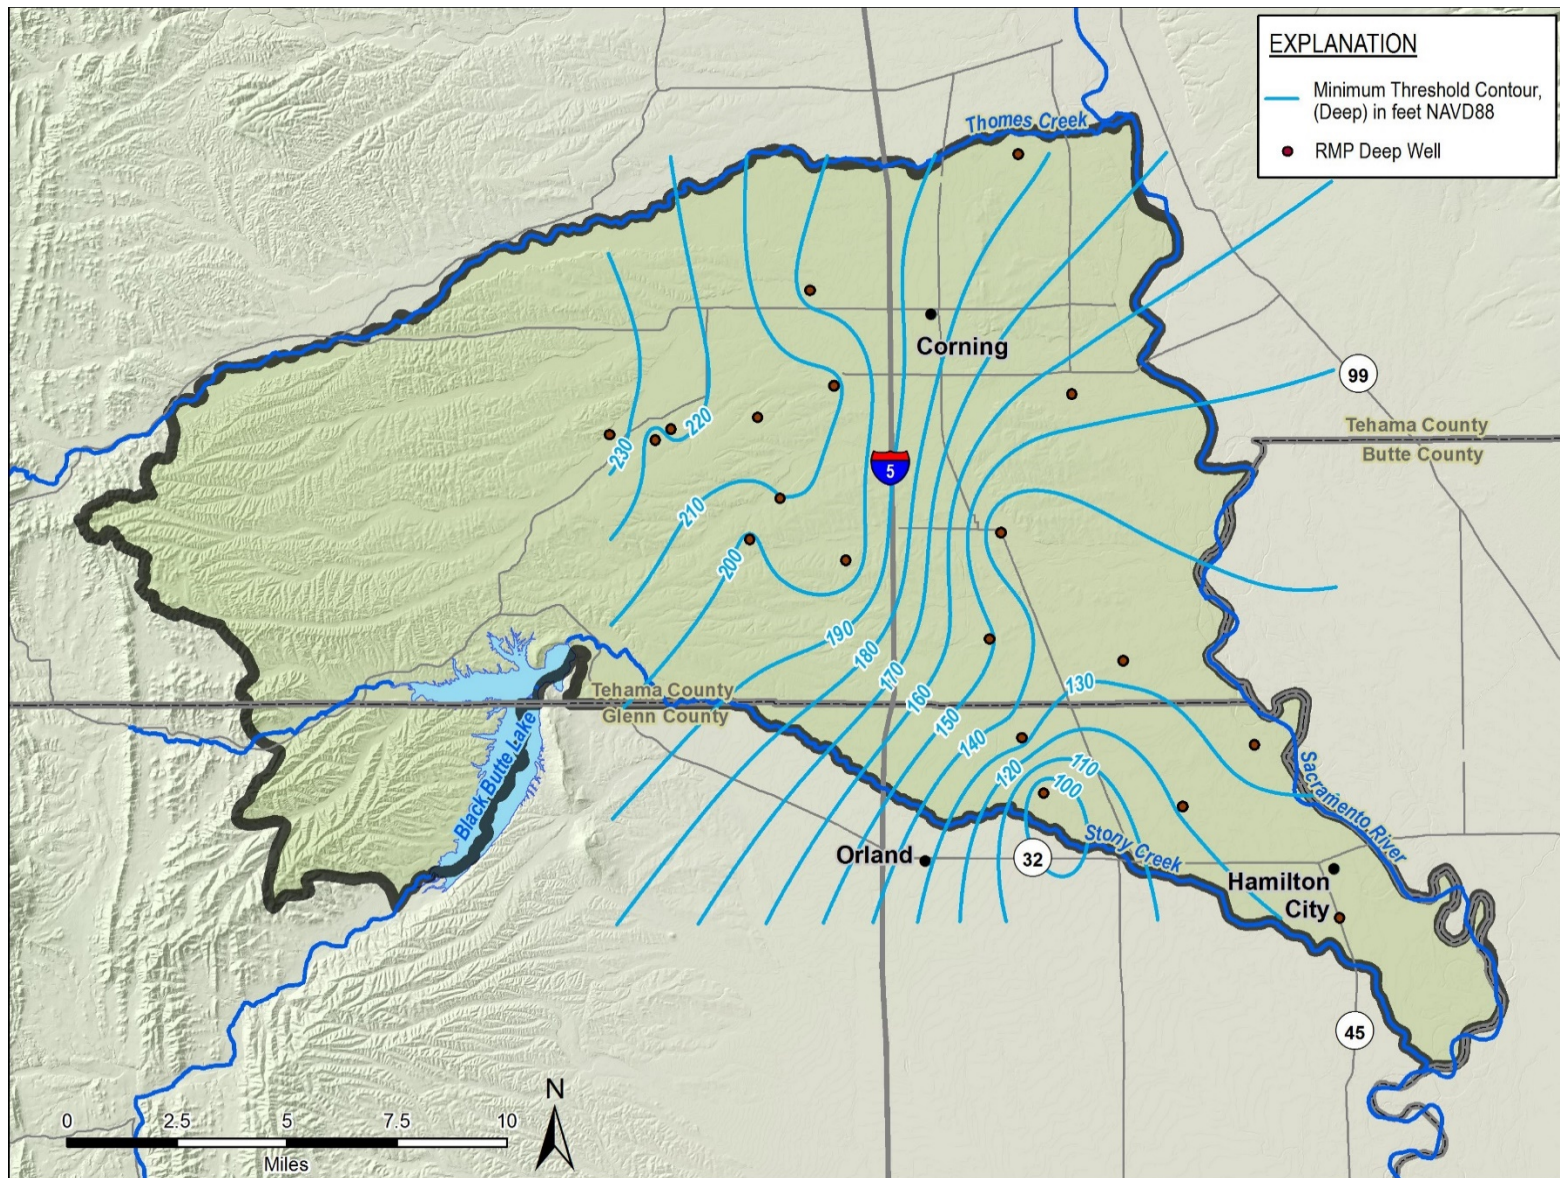 EXPLANATION
Minimum Threshold Contour,
(Deep) in feet NAVD88
RMP Deep Well
Thomes Creek
Corning
99
Tehama County
Butte County
220
230
5
210
200
190
180
170
160
150
140
130
120
110
100
Tehama County
Glenn County
Black Butte Lake
Sacramento River
Stony Creek
Orland
32
Hamilton
City
45
N
0 2.5 5 7.5 10
Miles